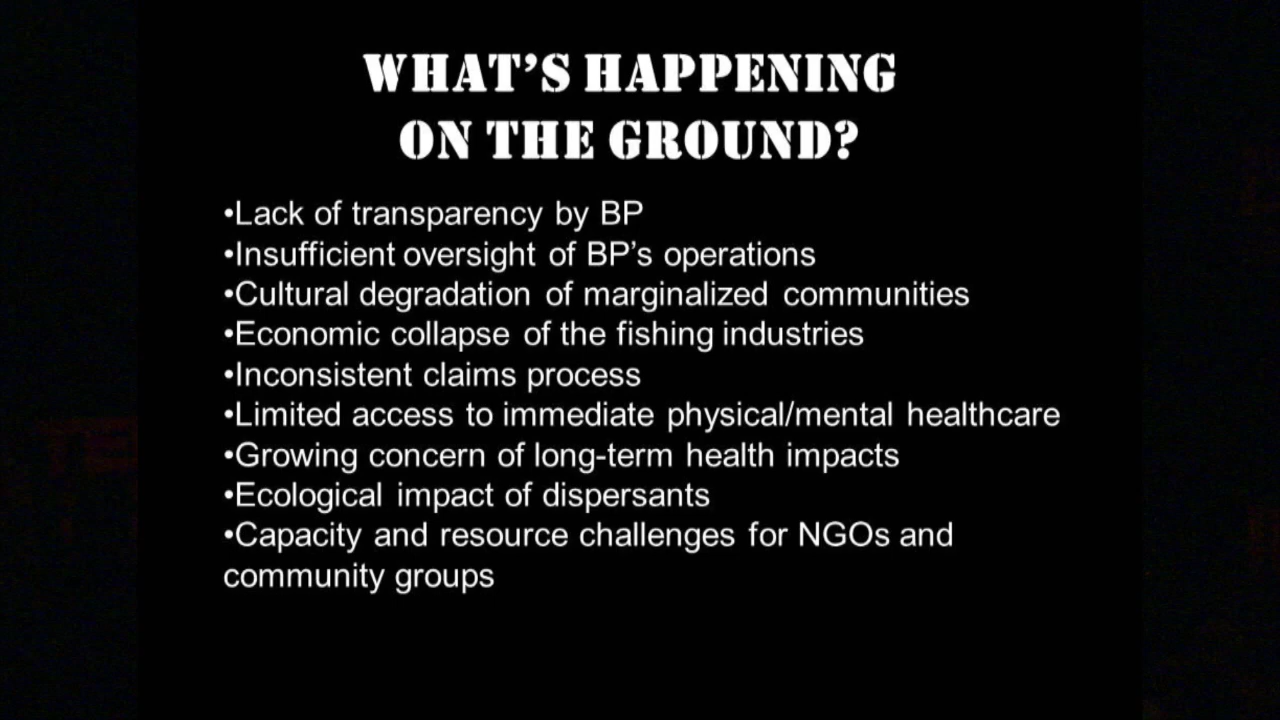 WHAT'S HAPPENING
ON THE GROUND?
•Lack of transparency by BP
•Insufficient oversight of BP's operations
•Cultural degradation of marginalized communities
•Economic collapse of the fishing industries
•Inconsistent claims process
•Limited access to immediate physical/mental healthcare
•Growing concern of long-term health impacts
•Ecological impact of dispersants
•Capacity and resource challenges for NGOs and
community groups